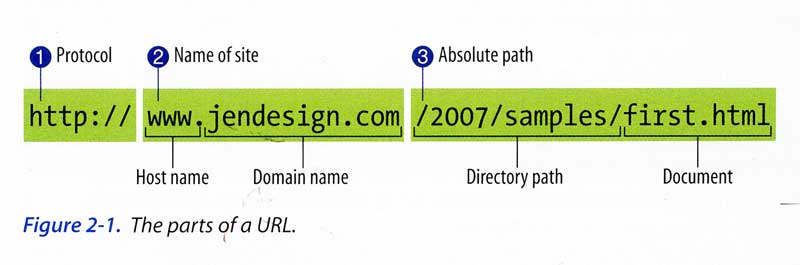 1 Protocol 2 Name of site 3 Absolute path
http:// www.jendesign.com /2007/samples/first.html
Host name Domain name Directory path Document
Figure 2-1. The parts of a URL.